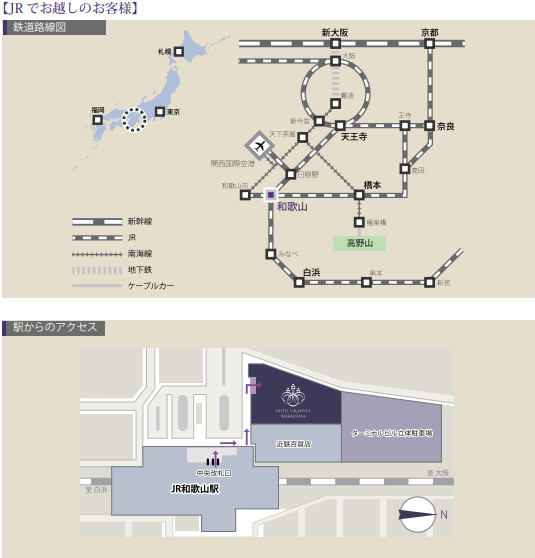 【JRでお越しのお客様】
鉄道路線図
新大阪
京都
札幌
大阪
難波
福岡
東京
新今宮
王寺
奈良
天下茶屋
天王寺
関西国際空港
日根野
高田
和歌山市
橋本
和歌山
新幹線
極楽橋
JR
高野山
南海線
みなべ
地下鉄
白浜
串本
ケーブルカー
新宮
駅からのアクセス
HOTEL GRANVIA
WAKAYAMA
ターミナルビル立体駐車場
近鉄百貨店
中央改札口
至 大阪
至 白浜
JR和歌山駅
N